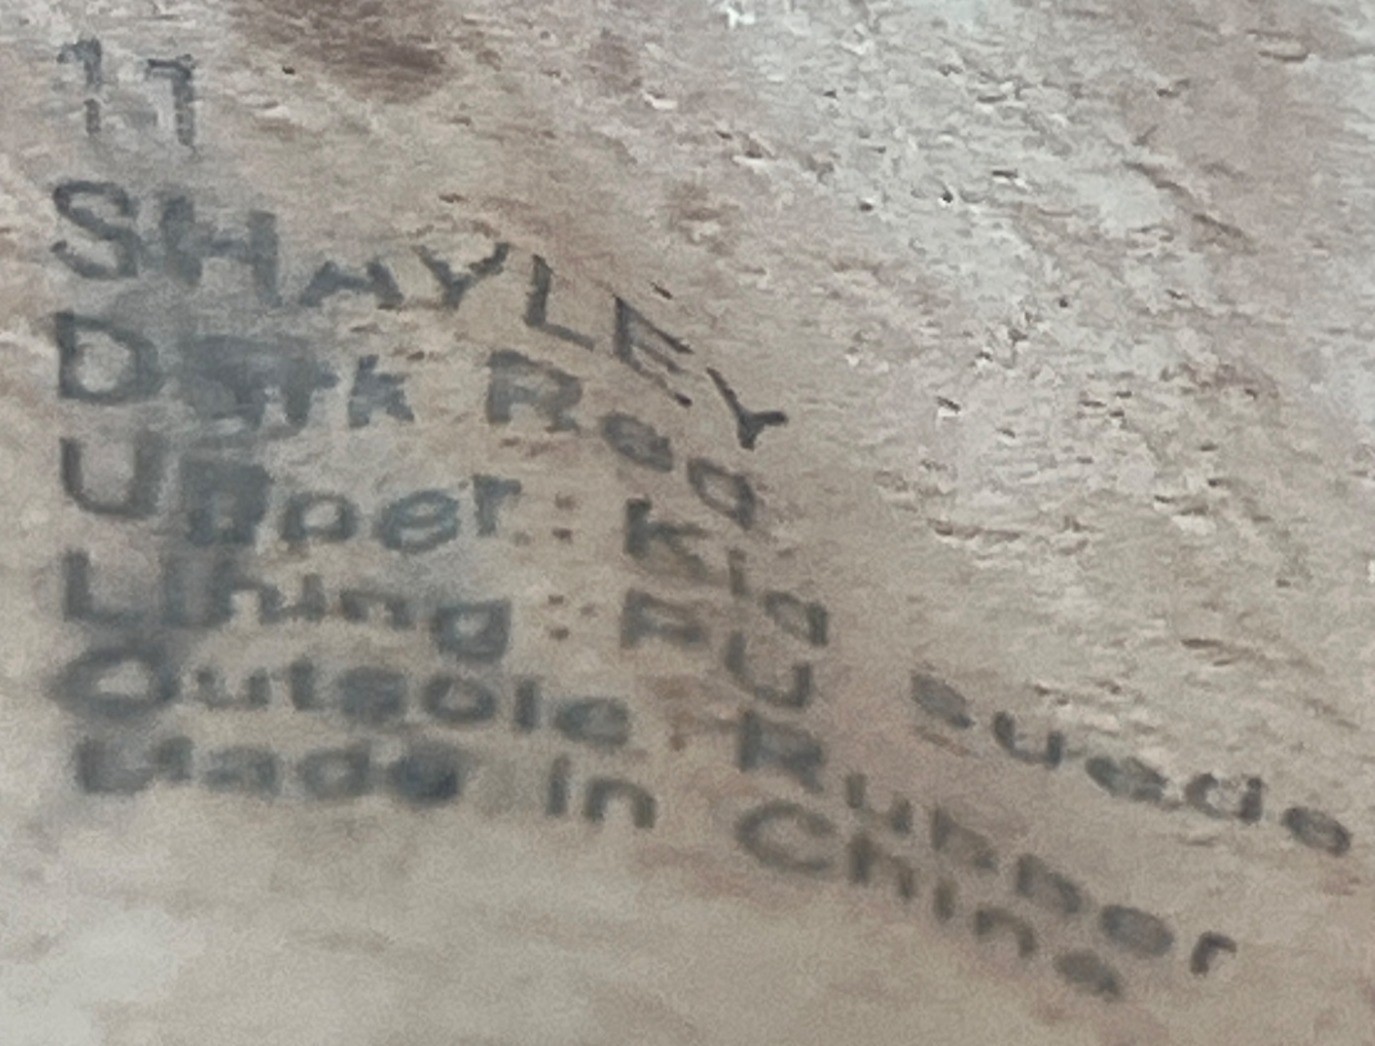 11
SHAYLEY
Dark Red
Upper : Kid Suede
Lining : PU
Outsole : Rubber
Made in China